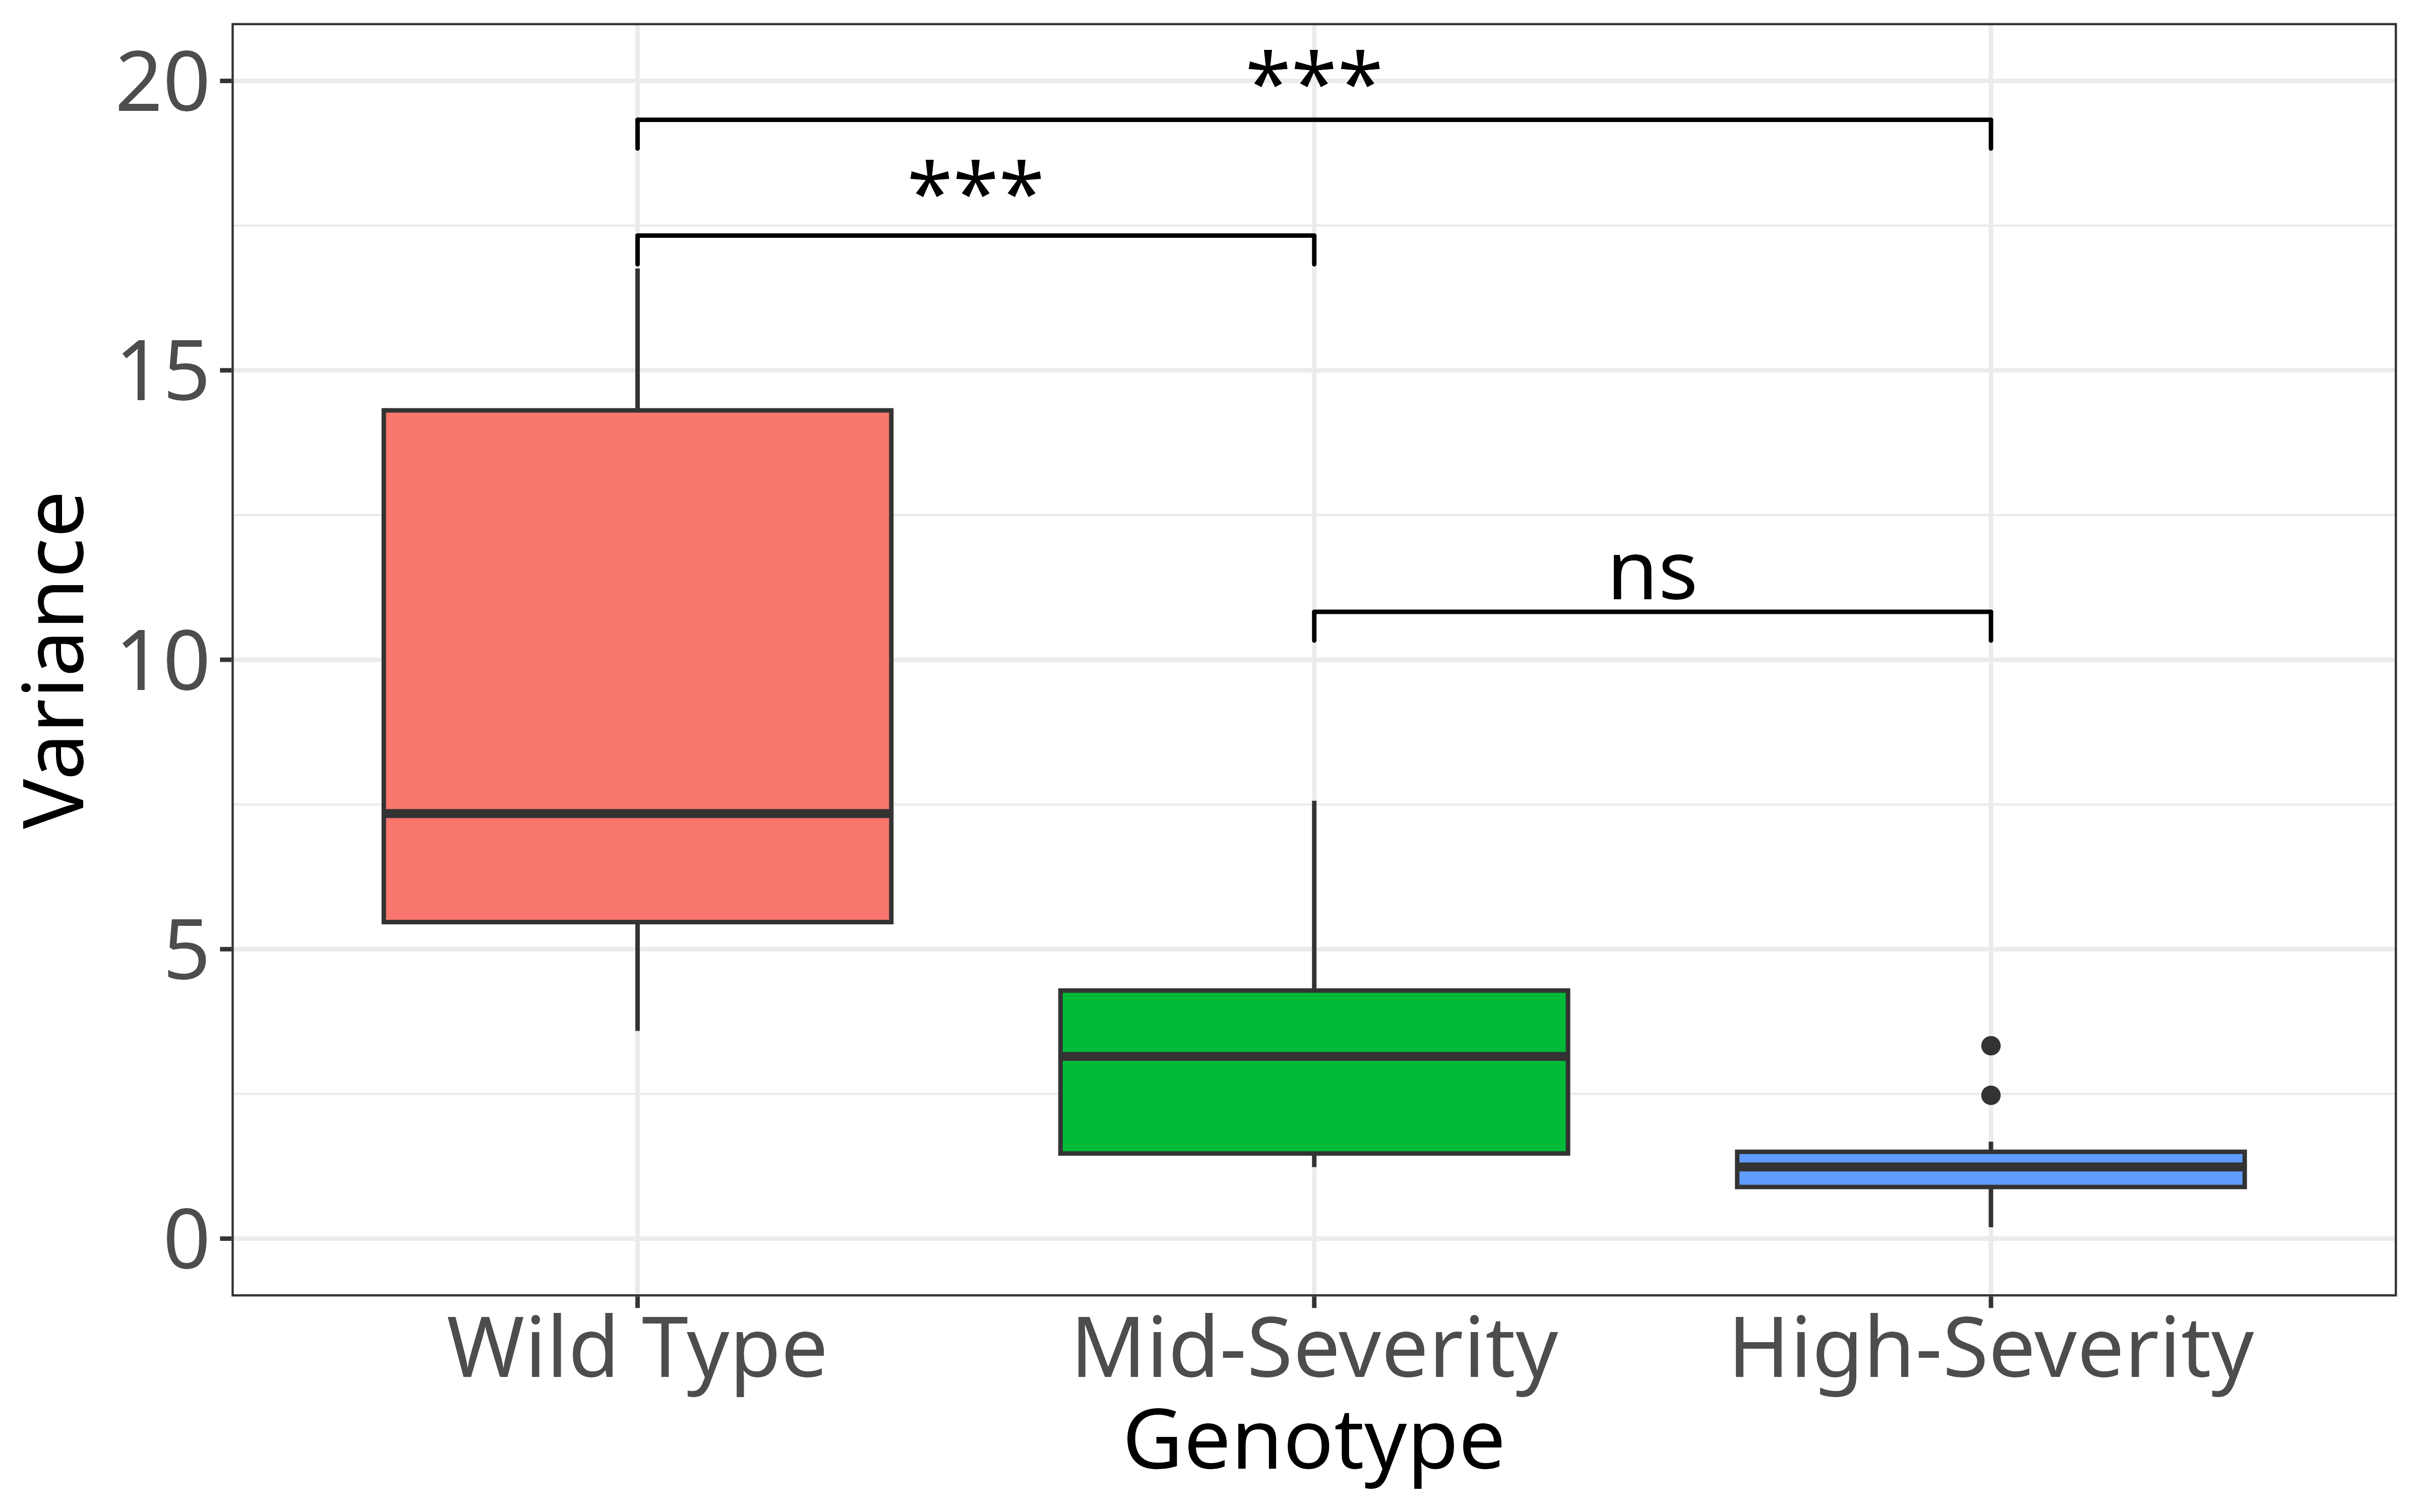 ***
***
ns
20
15
10
5
0
Variance
Wild Type
Mid-Severity
High-Severity
Genotype